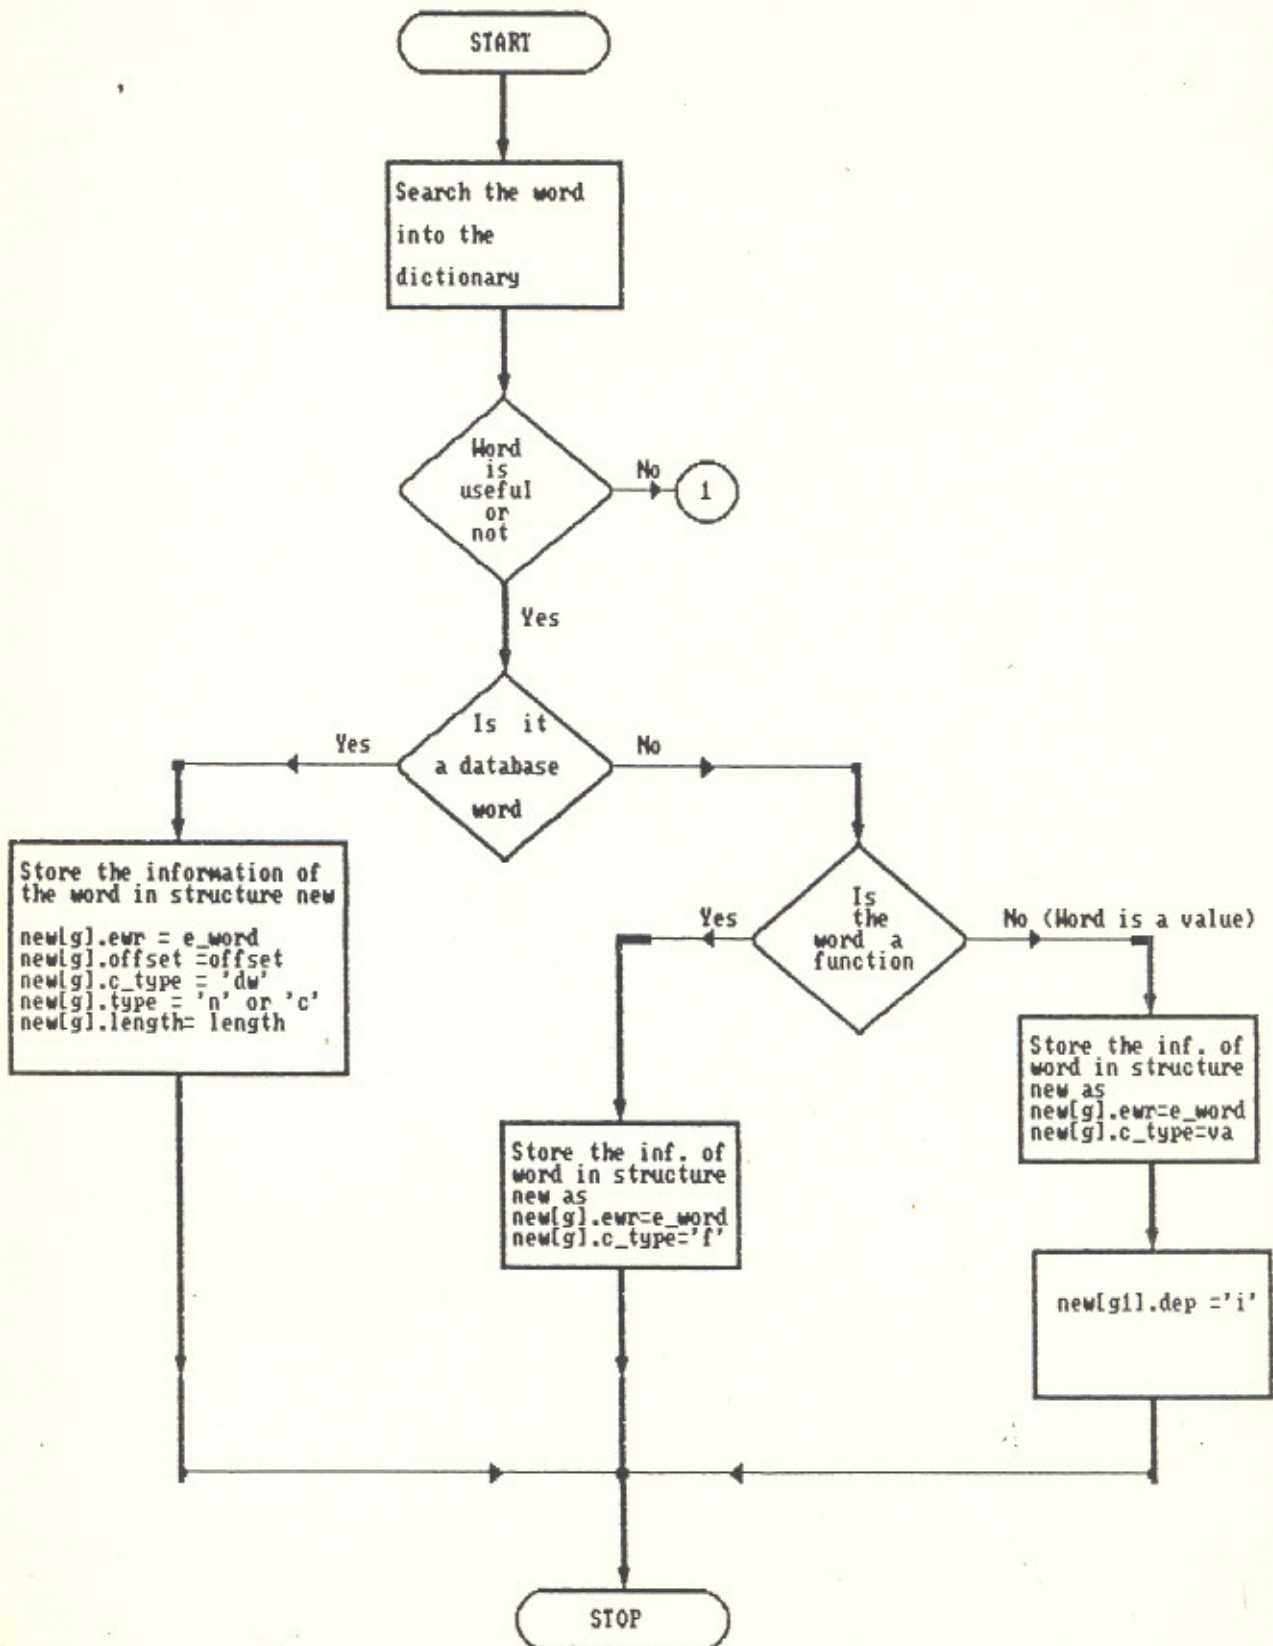 START
Search the word
into the
dictionary
Word
is
useful
or
not
No
1
Yes
Is it
a database
word
Yes
No
Store the information of
the word in structure new
new[g].ewr = e_word
new[g].offset =offset
new[g].c_type = 'dw'
new[g].type = 'n' or 'c'
new[g].length= length
Is
the
word a
function
Yes
No (Word is a value)
Store the inf. of
word in structure
new as
new[g].ewr=e_word
new[g].c_type='f'
Store the inf. of
word in structure
new as
new[g].ewr=e_word
new[g].c_type=va
new[g1].dep ='i'
STOP